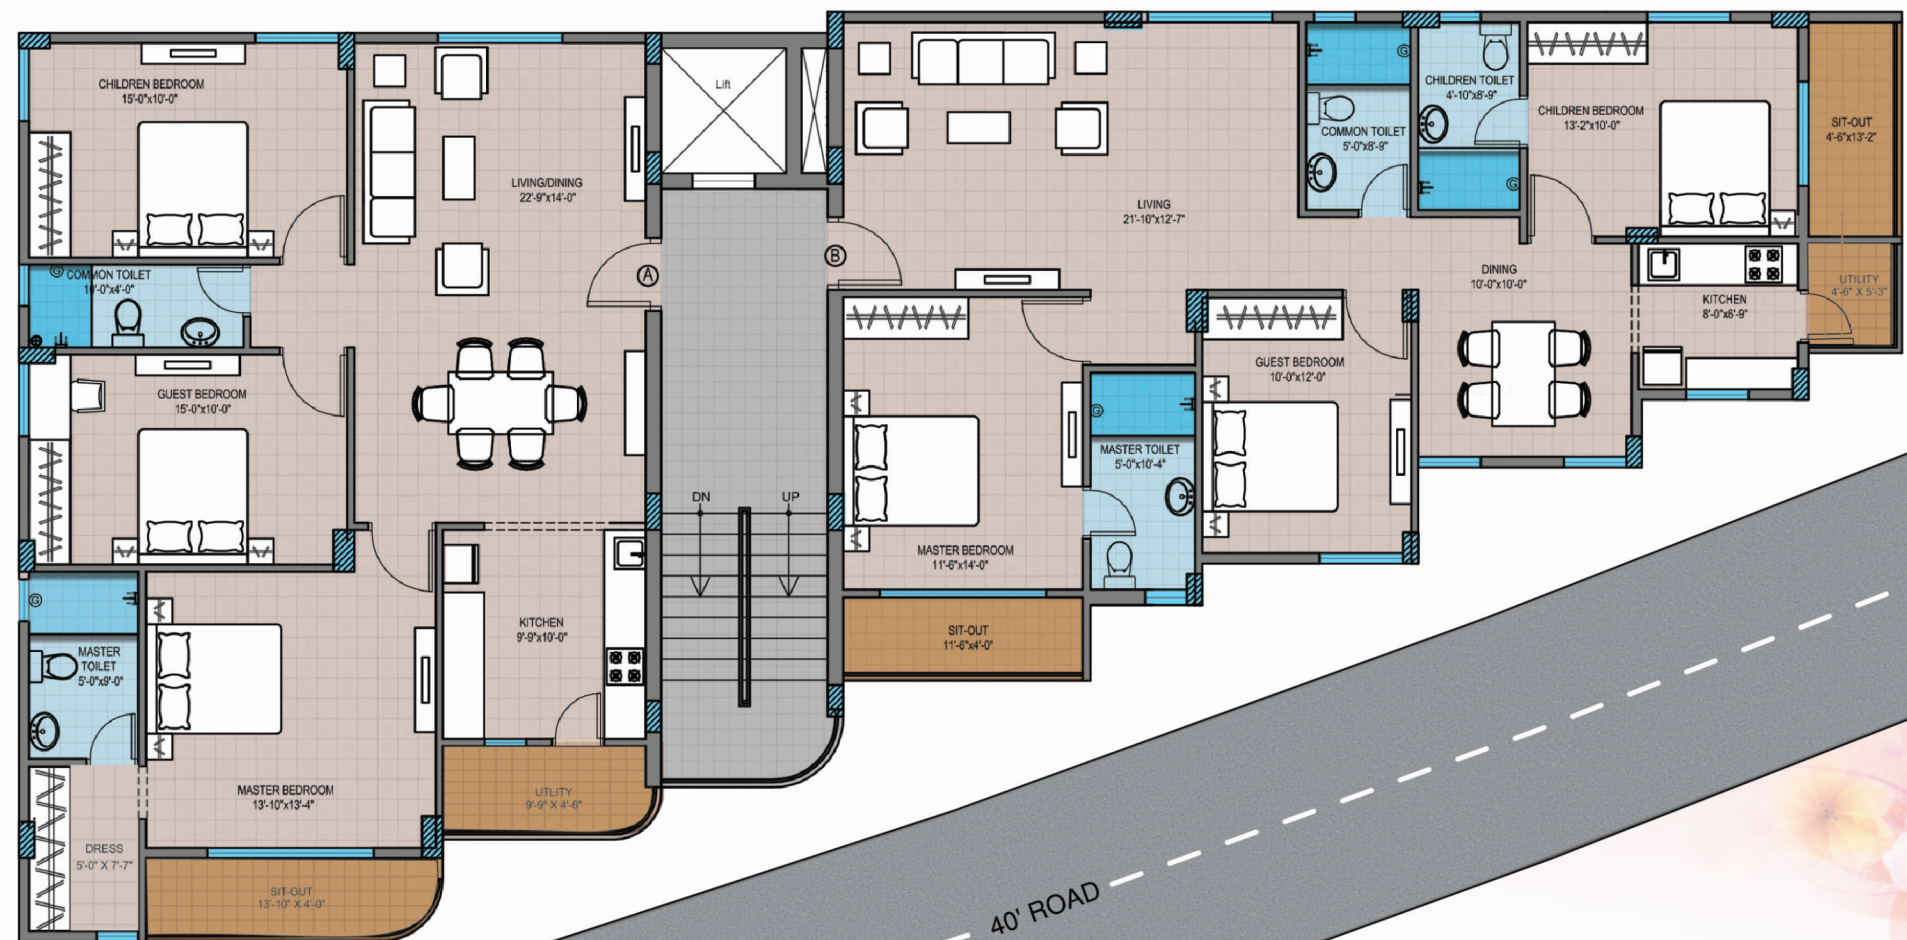 CHILDREN BEDROOM
15'-0"x10'-0"
COMMON TOILET
10'-0"x4'-0"
GUEST BEDROOM
15'-0"x10'-0"
MASTER
TOILET
5'-0"x9'-0"
DRESS
5'-0" X 7'-7"
MASTER BEDROOM
13'-10"x13'-4"
SIT-OUT
13'-10" X 4'-0"
LIVING/DINING
22'-9"x14'-0"
A
KITCHEN
9'-9"x10'-0"
UTLITY
9'-9" X 4'-6"
Lift
DN
UP
B
LIVING
21'-10"x12'-7"
COMMON TOILET
5'-0"x8'-9"
CHILDREN TOILET
4'-10"x8'-9"
CHILDREN BEDROOM
13'-2"x10'-0"
SIT-OUT
4'-6"x13'-2"
DINING
10'-0"x10'-0"
KITCHEN
8'-0"x6'-9"
UTILITY
4'-6" X 5'-3"
GUEST BEDROOM
10'-0"x12'-0"
MASTER TOILET
5'-0"x10'-4"
MASTER BEDROOM
11'-6"x14'-0"
SIT-OUT
11'-6"x4'-0"
G
G
G
G
G
40' ROAD